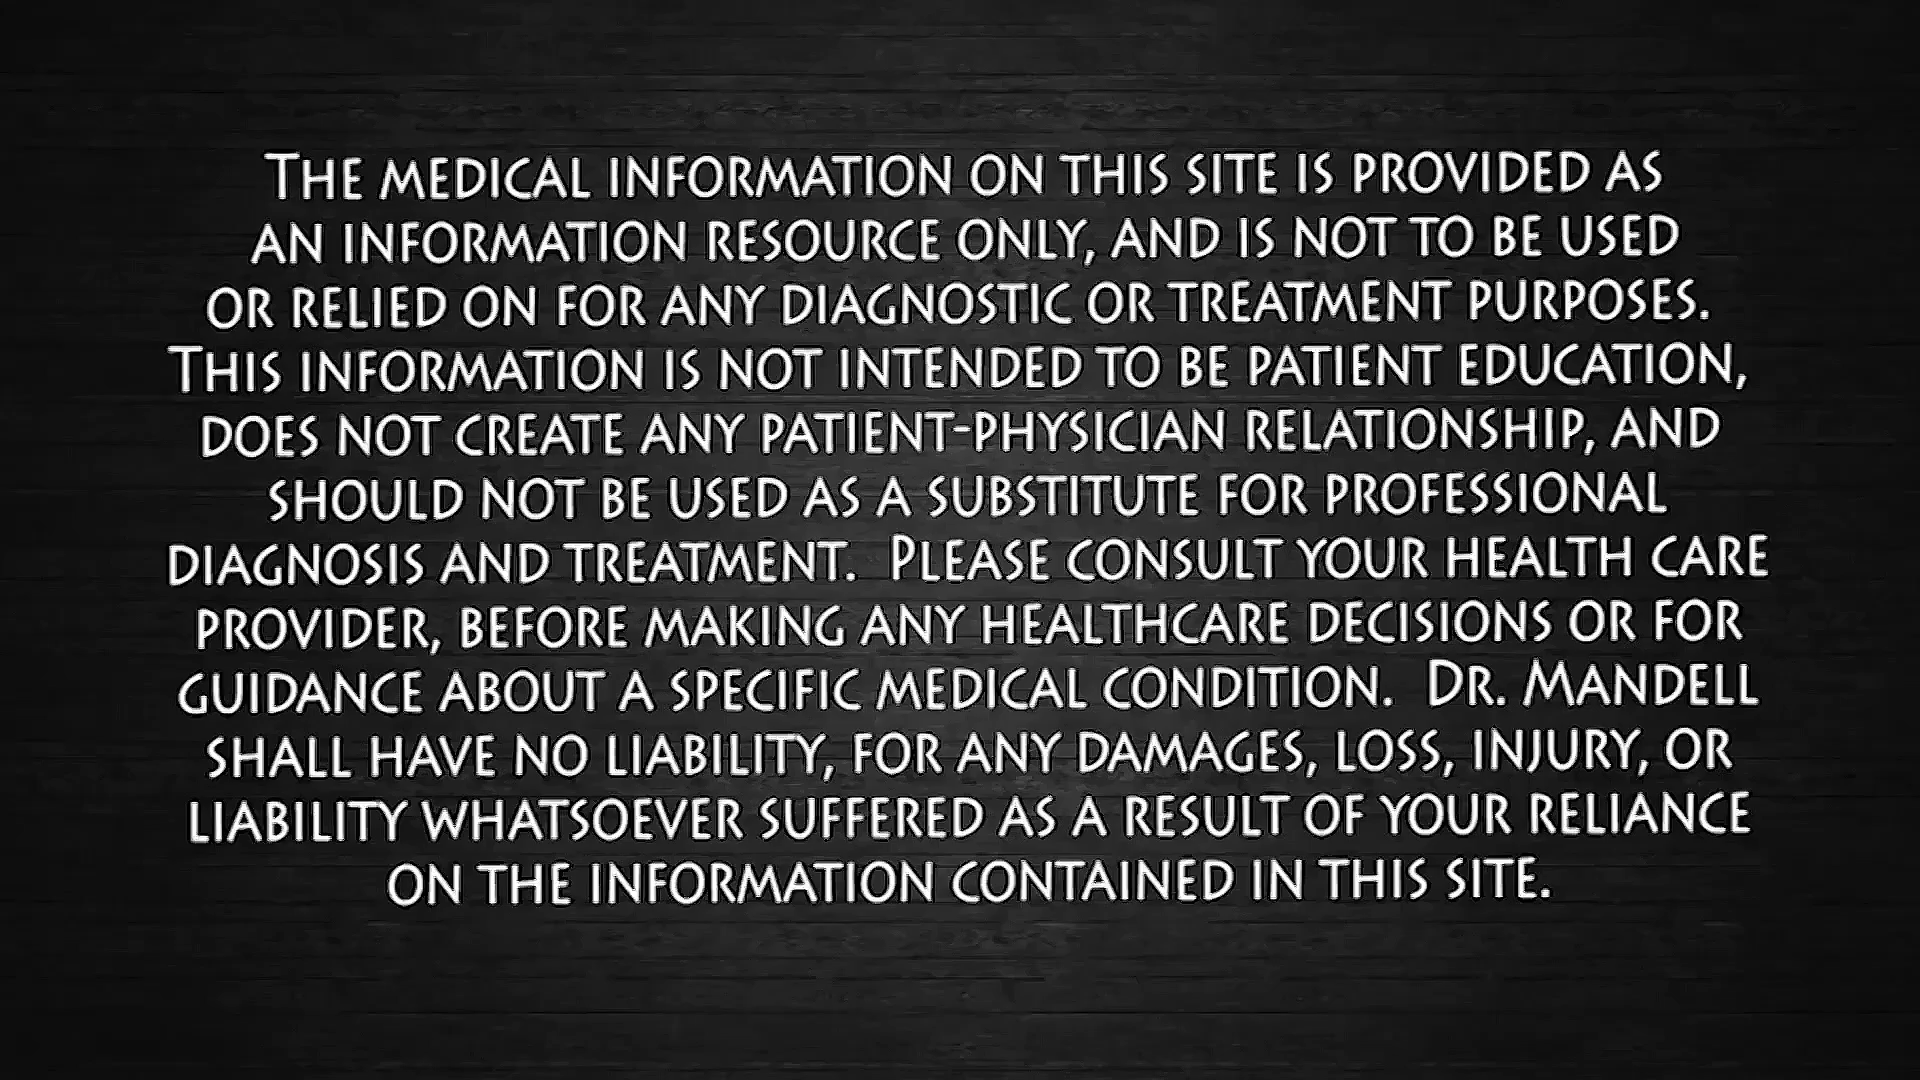 The medical information on this site is provided as
an information resource only, and is not to be used
or relied on for any diagnostic or treatment purposes.
This information is not intended to be patient education,
does not create any patient-physician relationship, and
should not be used as a substitute for professional
diagnosis and treatment.  Please consult your health care
provider, before making any healthcare decisions or for
guidance about a specific medical condition.  Dr. Mandell
shall have no liability, for any damages, loss, injury, or
liability whatsoever suffered as a result of your reliance
on the information contained in this site.